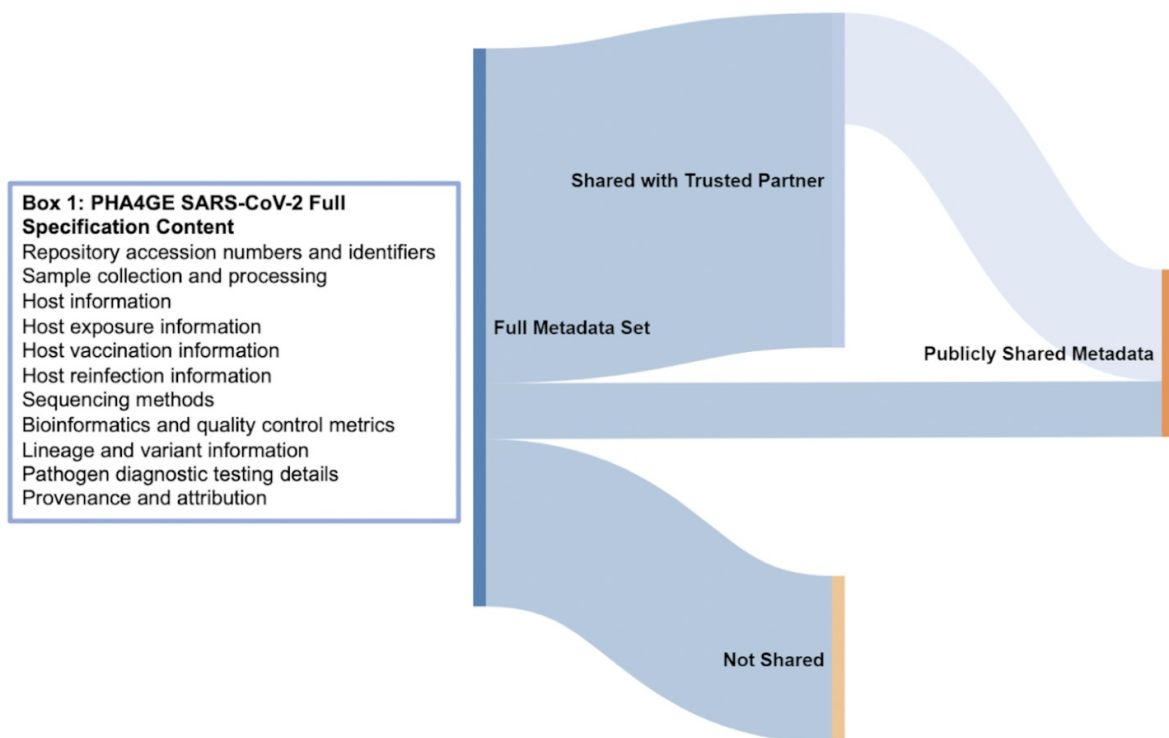 Box 1: PHA4GE SARS-CoV-2 Full
Specification Content
Repository accession numbers and identifiers
Sample collection and processing
Host information
Host exposure information
Host vaccination information
Host reinfection information
Sequencing methods
Bioinformatics and quality control metrics
Lineage and variant information
Pathogen diagnostic testing details
Provenance and attribution
Full Metadata Set
Shared with Trusted Partner
Publicly Shared Metadata
Not Shared